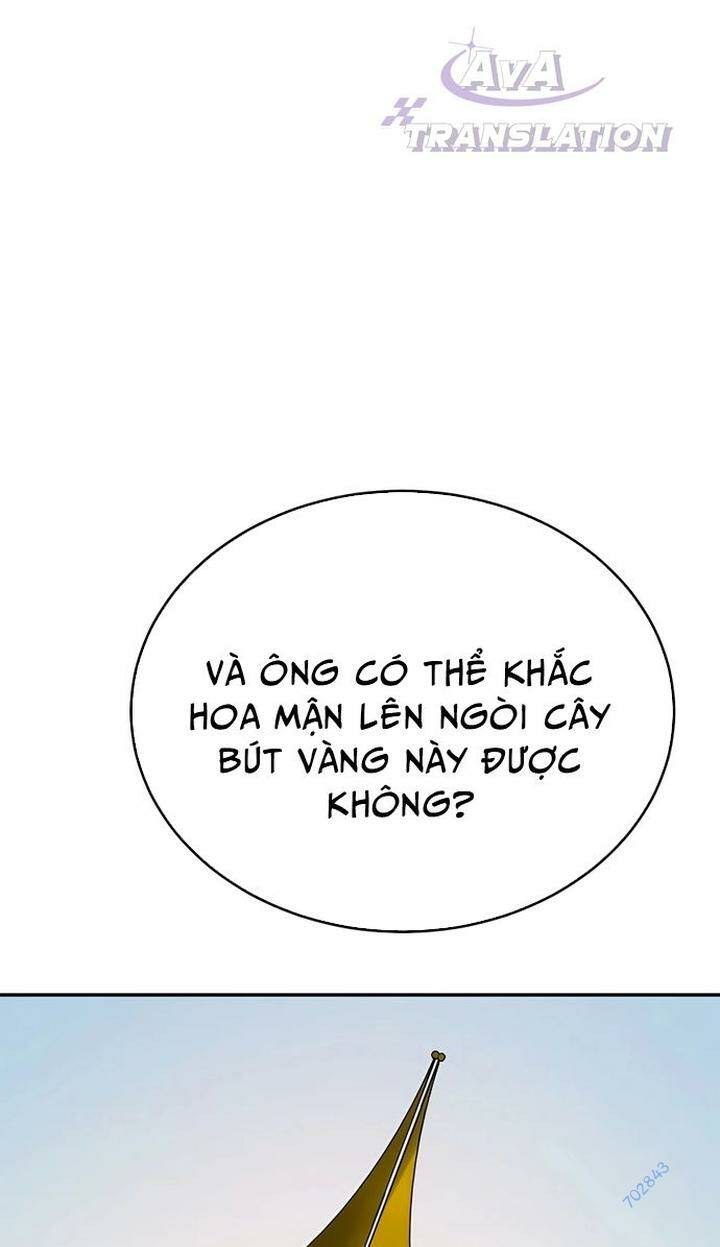 AVA
TRANSLATION
VÀ ÔNG CÓ THỂ KHẮC
HOA MẬN LÊN NGÒI CÂY
BÚT VÀNG NÀY ĐƯỢC
KHÔNG?
702843